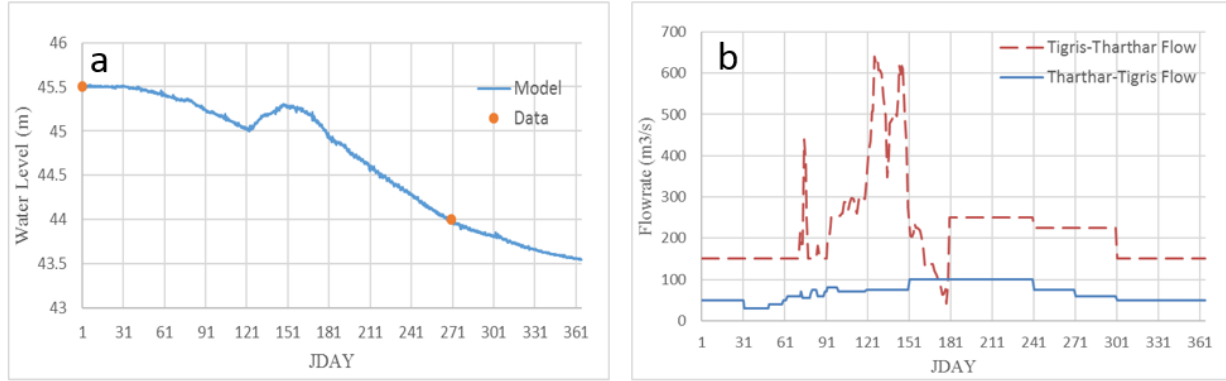 a
46
45.5
45
44.5
44
43.5
43
Water Level (m)
1 31 61 91 121 151 181 211 241 271 301 331 361
JDAY
Model
Data
b
700
600
500
400
300
200
100
0
Flowrate (m3/s)
1 31 61 91 121 151 181 211 241 271 301 331 361
JDAY
Tigris-Tharthar Flow
Tharthar-Tigris Flow